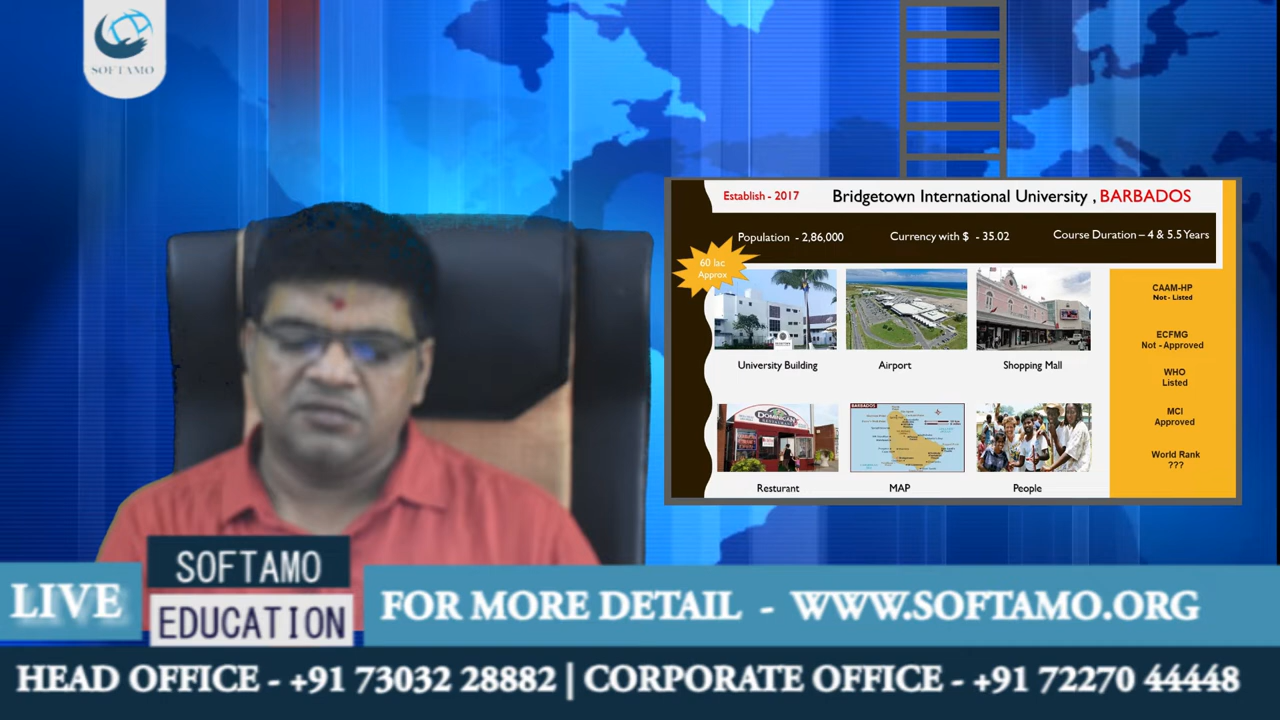 SOFTAMO
Establish - 2017
Bridgetown International University , BARBADOS
Population - 2,86,000
Currency with $ - 35.02
Course Duration – 4 & 5.5 Years
60 lac
Approx
CAAM-HP
Not - Listed
ECFMG
Not - Approved
WHO
Listed
MCI
Approved
World Rank
???
University Building
Airport
Shopping Mall
DOMINICAN
BARBADOS
Resturant
MAP
People
LIVE
SOFTAMO
EDUCATION
FOR MORE DETAIL - WWW.SOFTAMO.ORG
HEAD OFFICE - +91 73032 28882 | CORPORATE OFFICE - +91 72270 44448